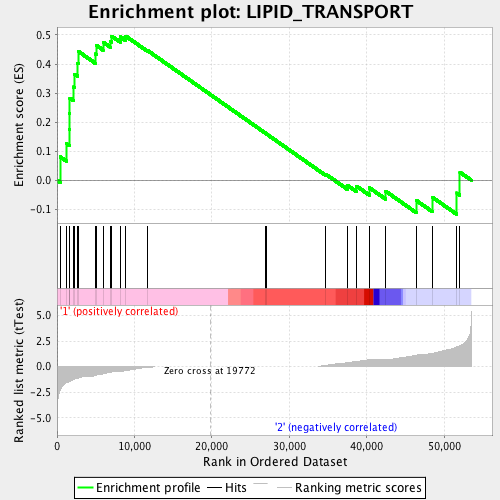 Enrichment plot: LIPID_TRANSPORT
Enrichment score (ES)
0.5
0.4
0.3
0.2
0.1
0.0
-0.1
'1' (positively correlated)
Ranked list metric (tTest)
5.0
2.5
0.0
-2.5
-5.0
Zero cross at 19772
'2' (negatively correlated)
0 10,000 20,000 30,000 40,000 50,000
Rank in Ordered Dataset
Enrichment profile Hits Ranking metric scores